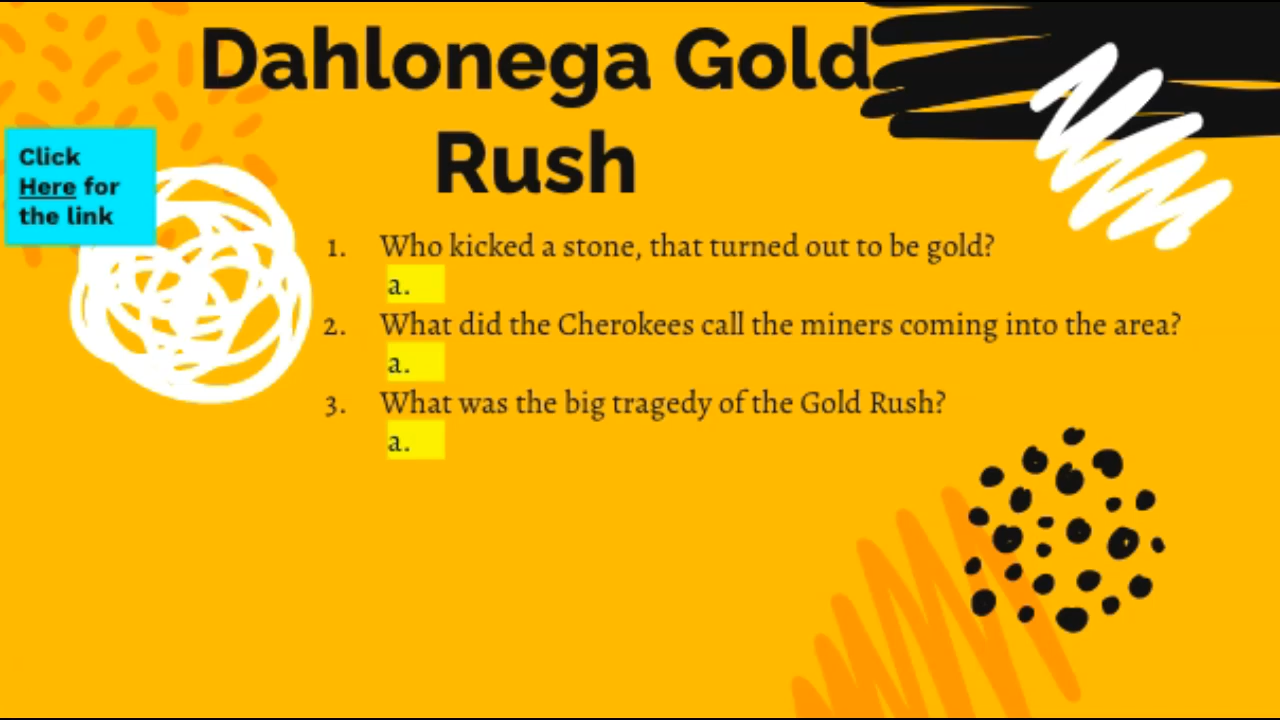 Dahlonega Gold
Rush
Click
Here for
the link
1. Who kicked a stone, that turned out to be gold?
a.
2. What did the Cherokees call the miners coming into the area?
a.
3. What was the big tragedy of the Gold Rush?
a.